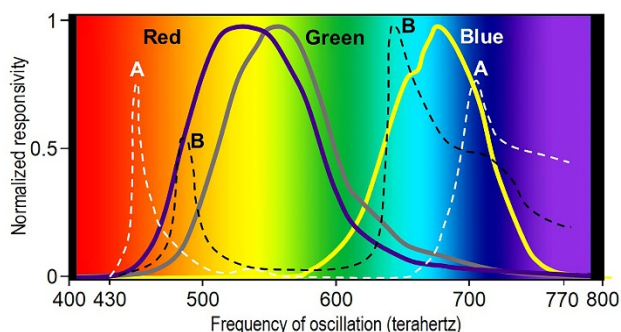 1
B
Red
Green
Blue
A
A
Normalized responsivity
0.5
B
0
400 430 500 600 700 770 800
Frequency of oscillation (terahertz)